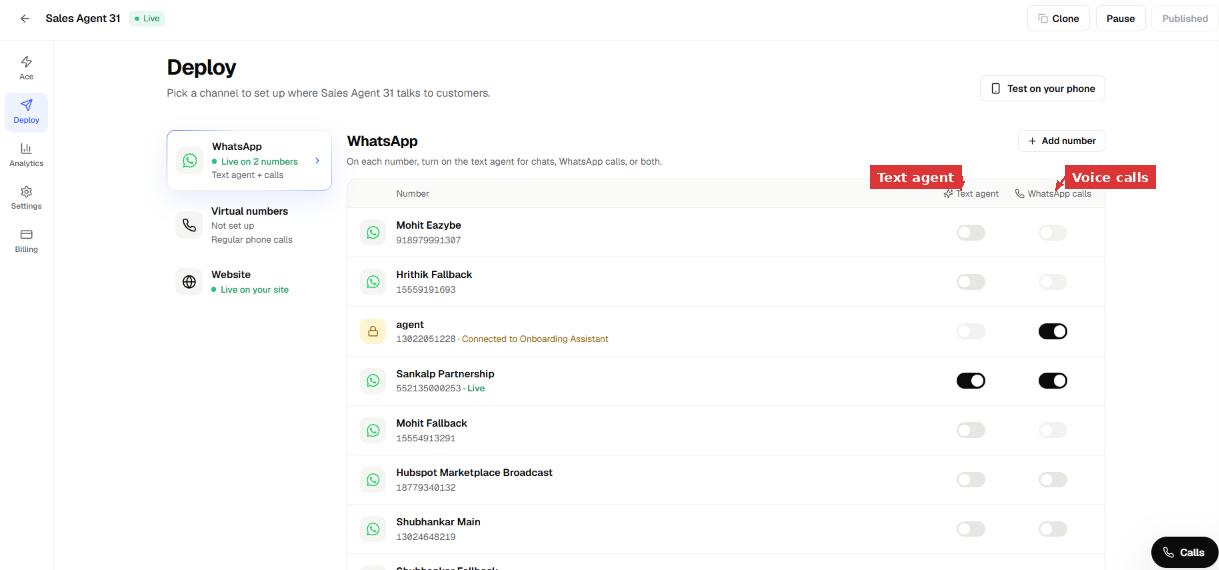 Sales Agent 31
Live
Clone
Pause
Published
Ace
Deploy
Analytics
Settings
Billing
Deploy
Pick a channel to set up where Sales Agent 31 talks to customers.
Test on your phone
WhatsApp
Live on 2 numbers
Text agent + calls
Virtual numbers
Not set up
Regular phone calls
Website
Live on your site
WhatsApp
On each number, turn on the text agent for chats, WhatsApp calls, or both.
Add number
Text agent
Voice calls
Number
Text agent
WhatsApp calls
Mohit Eazybe
918979991307
Hrithik Fallback
15559191693
agent
13022051228 · Connected to Onboarding Assistant
Sankalp Partnership
552135000253 · Live
Mohit Fallback
15554913291
Hubspot Marketplace Broadcast
18779340132
Shubhankar Main
13024648219
Shubhankar Fallback
Calls